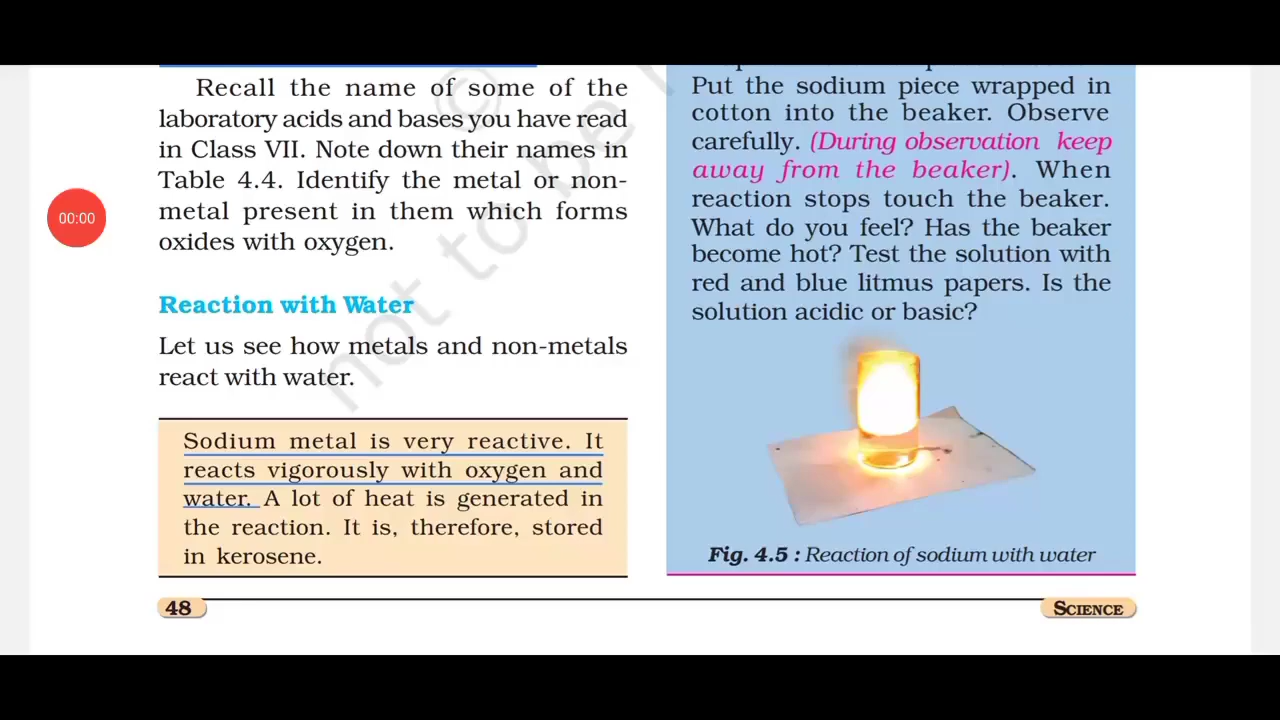 Recall the name of some of the
laboratory acids and bases you have read
in Class VII. Note down their names in
Table 4.4. Identify the metal or non-
metal present in them which forms
oxides with oxygen.
00:00
Reaction with Water
Let us see how metals and non-metals
react with water.
Sodium metal is very reactive. It
reacts vigorously with oxygen and
water. A lot of heat is generated in
the reaction. It is, therefore, stored
in kerosene.
Put the sodium piece wrapped in
cotton into the beaker. Observe
carefully. (During observation keep
away from the beaker). When
reaction stops touch the beaker.
What do you feel? Has the beaker
become hot? Test the solution with
red and blue litmus papers. Is the
solution acidic or basic?
Fig. 4.5 : Reaction of sodium with water
48
SCIENCE
© not to be